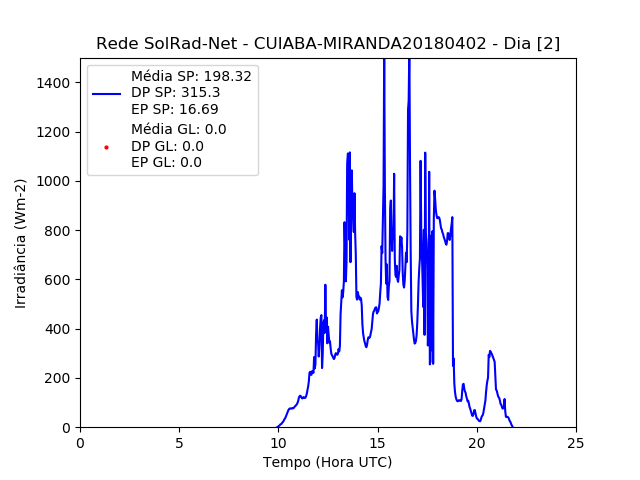 Rede SolRad-Net - CUIABA-MIRANDA20180402 - Dia [2]
Média SP: 198.32
DP SP: 315.3
EP SP: 16.69
Média GL: 0.0
DP GL: 0.0
EP GL: 0.0
Irradiância (Wm-2)
1400
1200
1000
800
600
400
200
0
0 5 10 15 20 25
Tempo (Hora UTC)